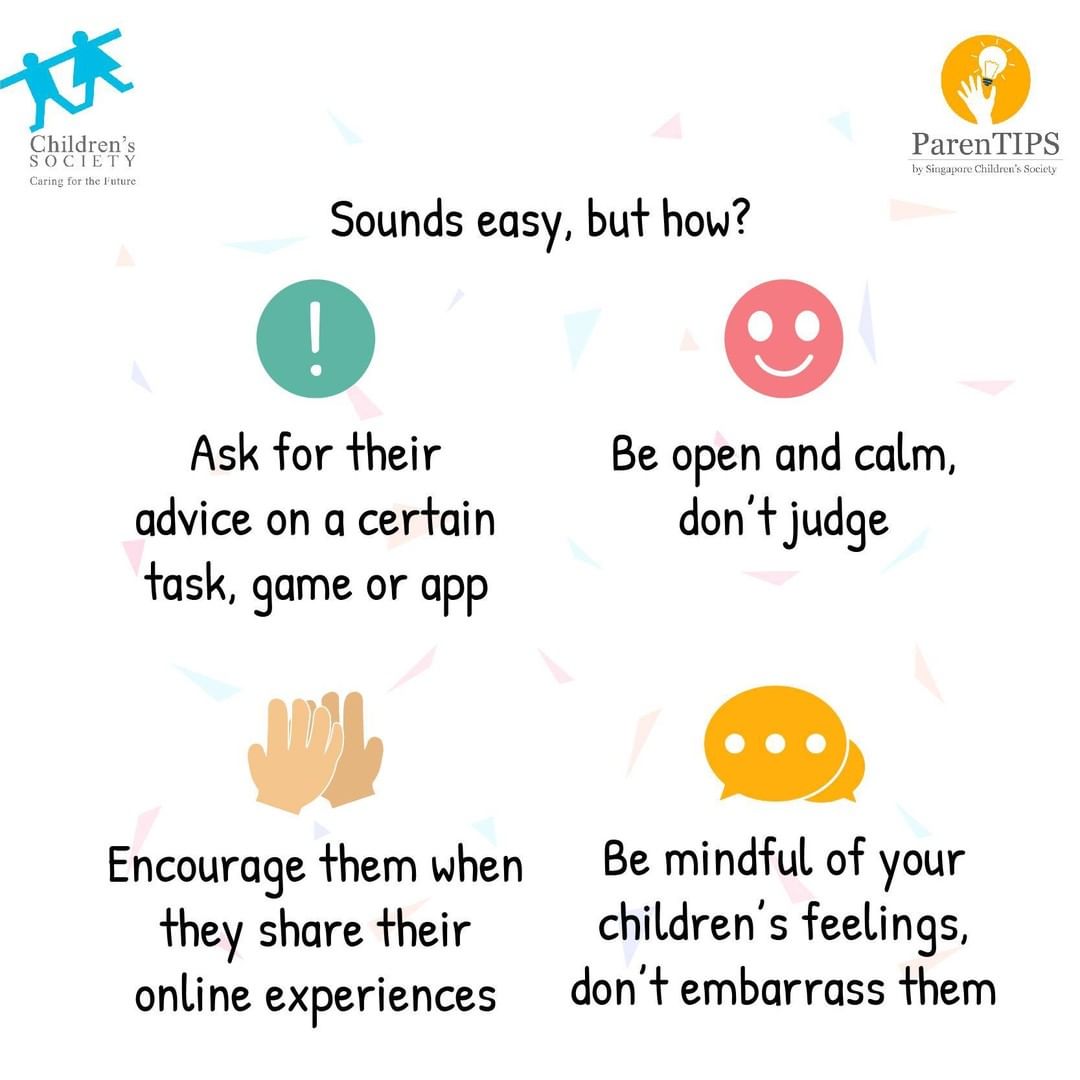 Children's
SOCIETY
Caring for the Future
ParenTIPS
by Singapore Children's Society
Sounds easy, but how?
Ask for their
advice on a certain
task, game or app
Be open and calm,
don't judge
Encourage them when
they share their
online experiences
Be mindful of your
children's feelings,
don't embarrass them